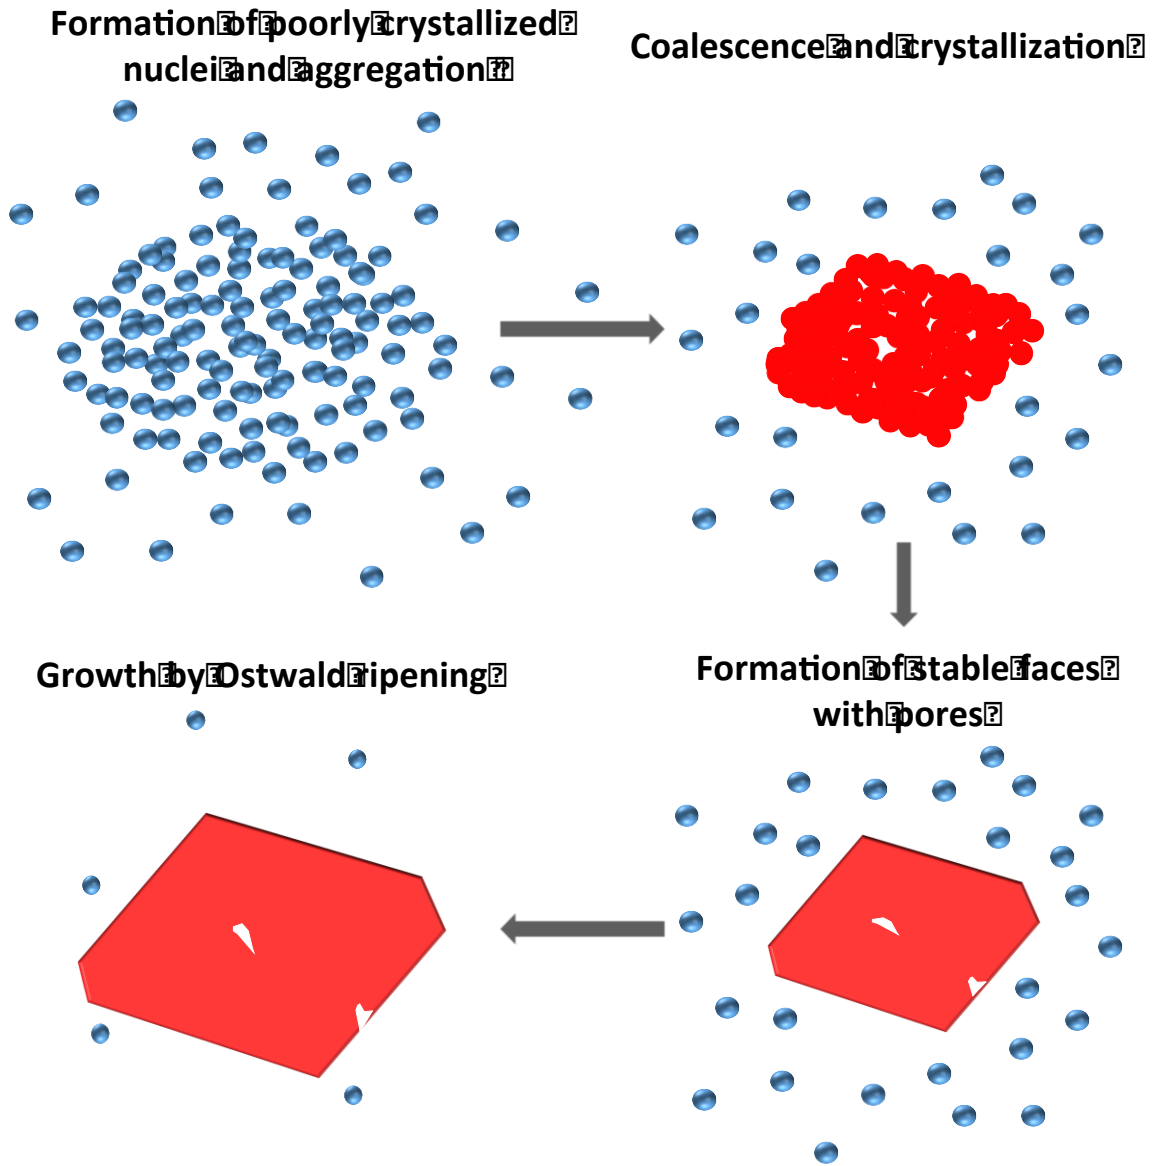 Formation of poorly crystallized
nuclei and aggregation
Coalescence and crystallization
Growth by Ostwald ripening
Formation of stable faces
with pores